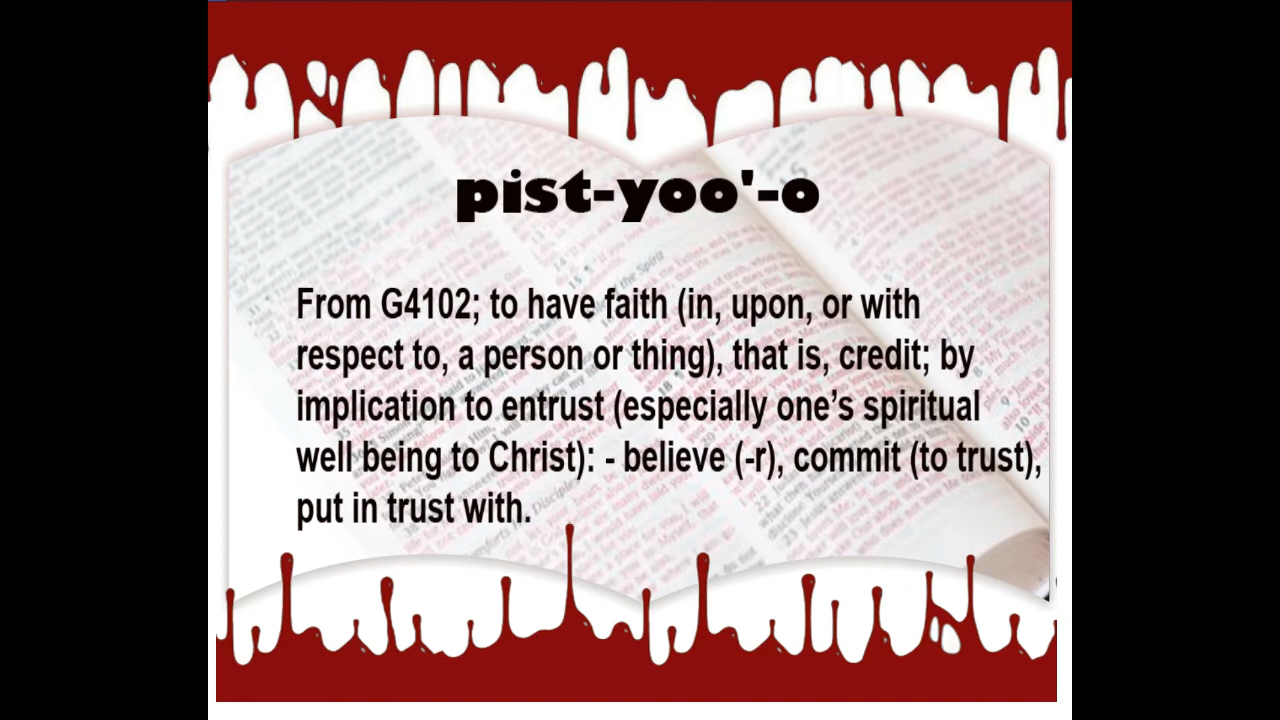 pist-yoo'-o
From G4102; to have faith (in, upon, or with
respect to, a person or thing), that is, credit; by
implication to entrust (especially one’s spiritual
well being to Christ): - believe (-r), commit (to trust),
put in trust with.